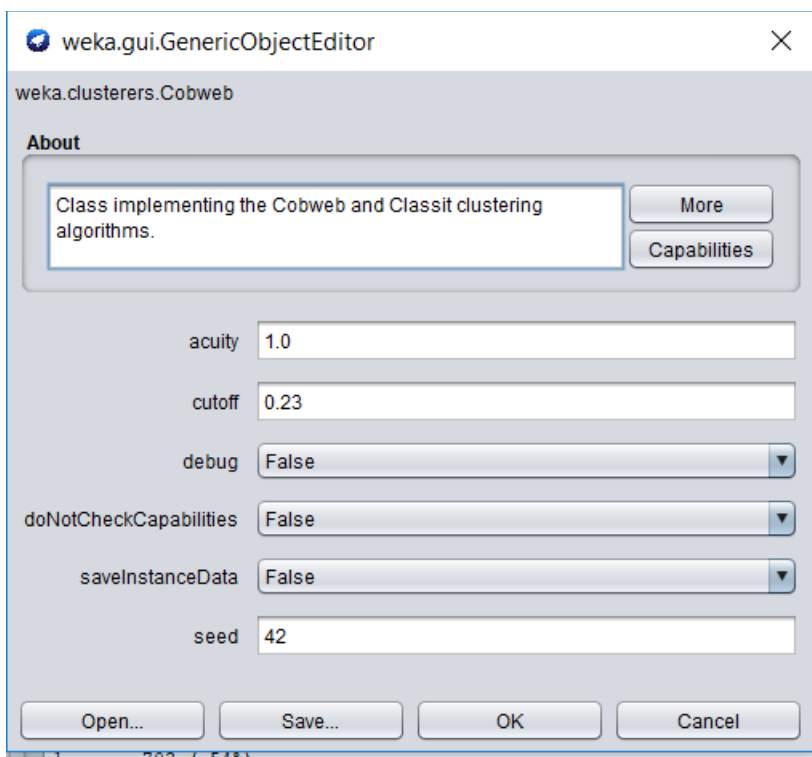 weka.gui.GenericObjectEditor
weka.clusterers.Cobweb
About
Class implementing the Cobweb and Classit clustering
algorithms.
More
Capabilities
acuity 1.0
cutoff 0.23
debug False
doNotCheckCapabilities False
saveInstanceData False
seed 42
Open... Save... OK Cancel